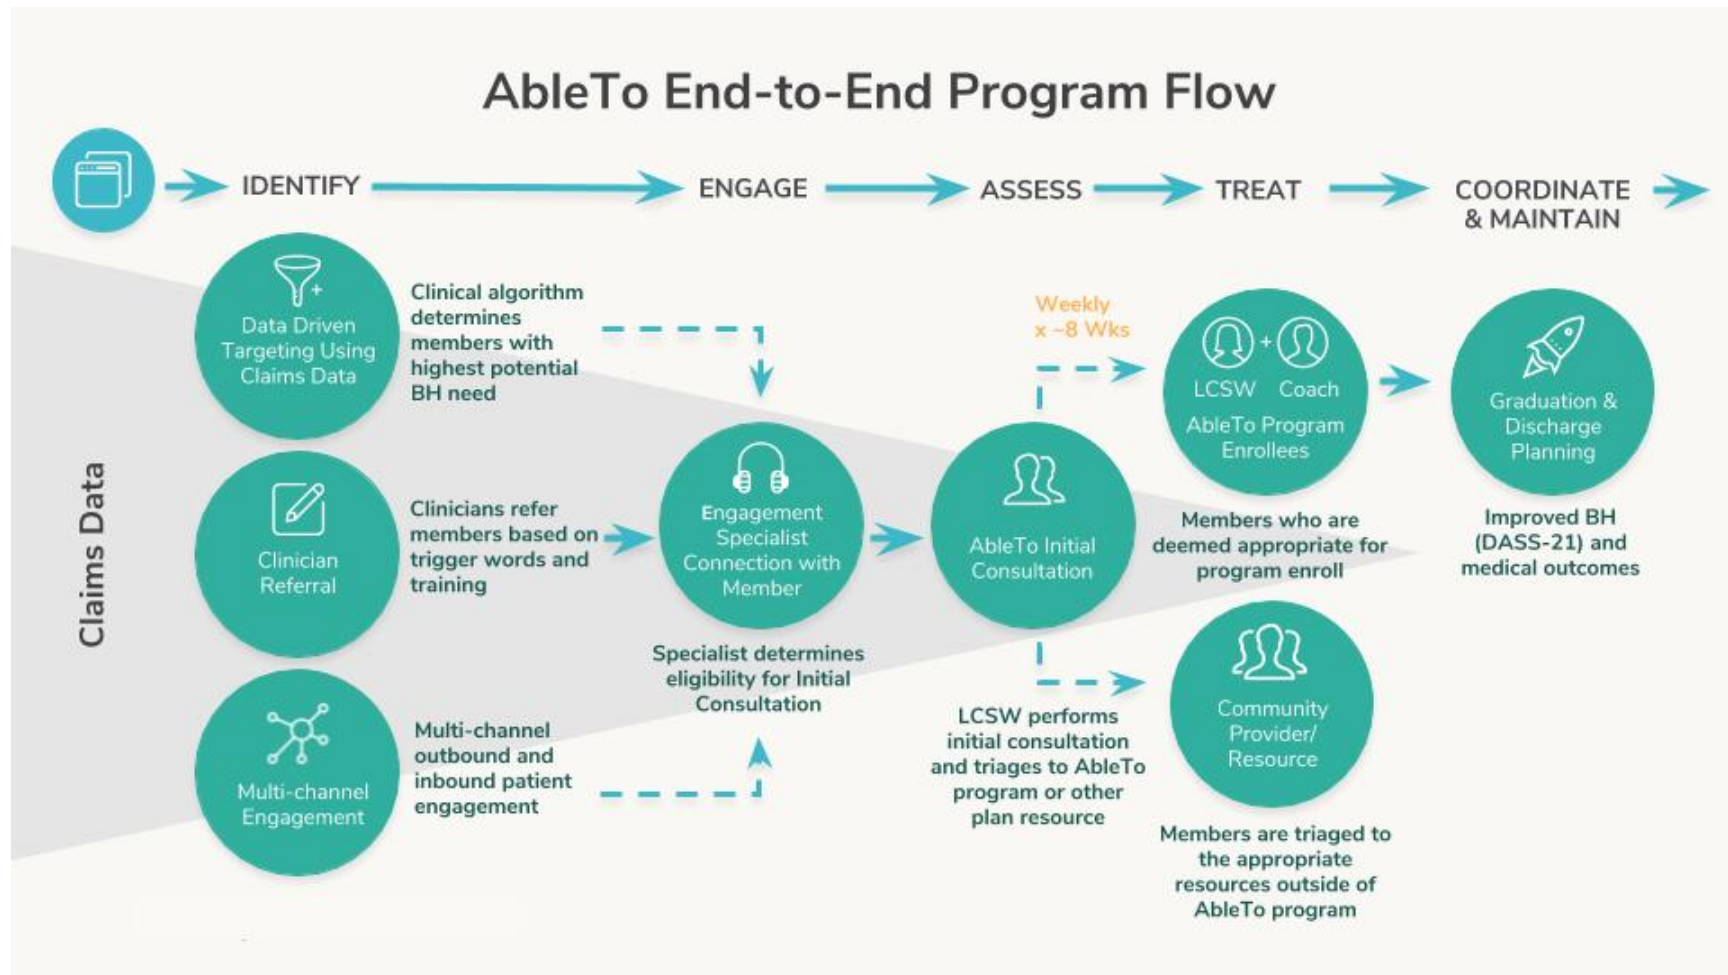 AbleTo End-to-End Program Flow
IDENTIFY
ENGAGE
ASSESS
TREAT
COORDINATE
& MAINTAIN
Claims Data
Data Driven
Targeting Using
Claims Data
Clinical algorithm
determines
members with
highest potential
BH need
Clinician
Referral
Clinicians refer
members based on
trigger words and
training
Multi-channel
Engagement
Multi-channel
outbound and
inbound patient
engagement
Engagement
Specialist
Connection with
Member
Specialist determines
eligibility for Initial
Consultation
AbleTo Initial
Consultation
LCSW performs
initial consultation
and triages to AbleTo
program or other
plan resource
Weekly
x ~8 Wks
+
LCSW Coach
AbleTo Program
Enrollees
Members who are
deemed appropriate for
program enroll
Community
Provider/
Resource
Members are triaged to
the appropriate
resources outside of
AbleTo program
Graduation &
Discharge
Planning
Improved BH
(DASS-21) and
medical outcomes